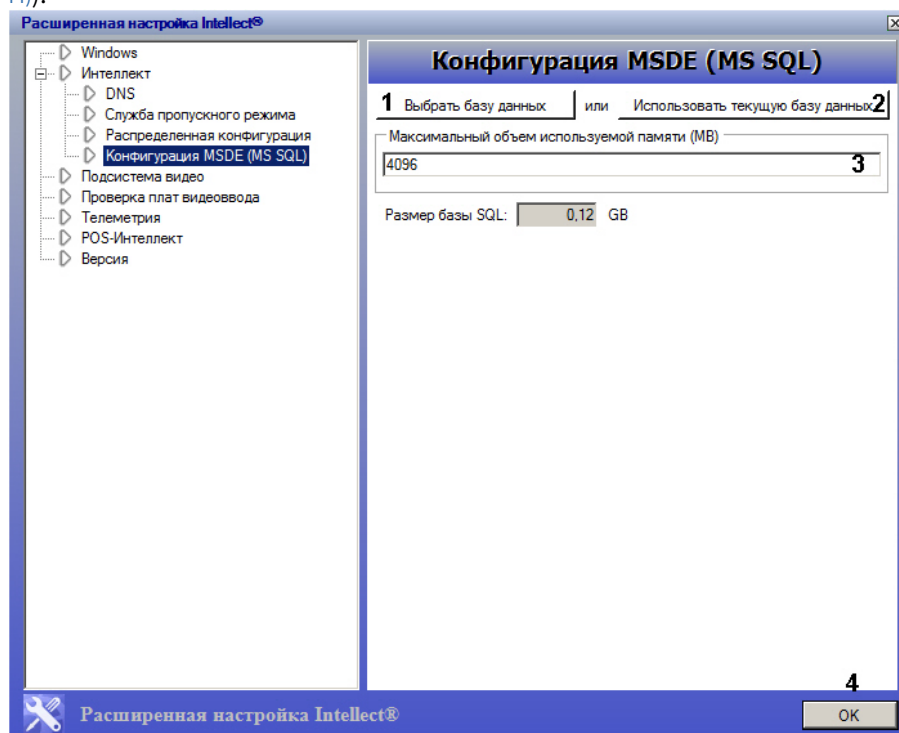 Расширенная настройка Intellect®
Windows
Интеллект
DNS
Служба пропускного режима
Распределенная конфигурация
Конфигурация MSDE (MS SQL)
Подсистема видео
Проверка плат видеоввода
Телеметрия
POS-Интеллект
Версия
Конфигурация MSDE (MS SQL)
1 Выбрать базу данных или Использовать текущую базу данных 2
Максимальный объем используемой памяти (MB)
4096 3
Размер базы SQL: 0,12 GB
4
Расширенная настройка Intellect® OK